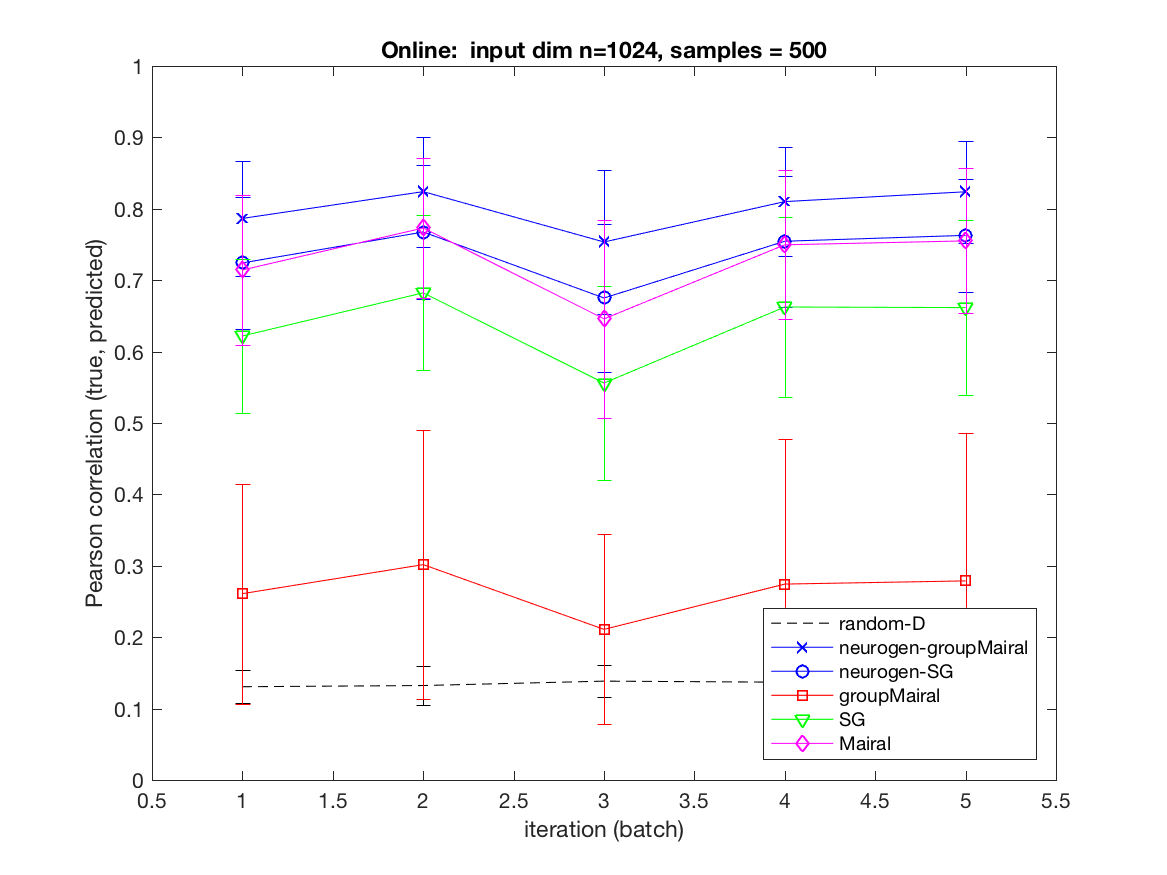 Online:  input dim n=1024, samples = 500
1
0.9
0.8
0.7
0.6
0.5
0.4
0.3
0.2
0.1
0
Pearson correlation (true, predicted)
random-D
neurogen-groupMairal
neurogen-SG
groupMairal
SG
Mairal
0.5 1 1.5 2 2.5 3 3.5 4 4.5 5 5.5
iteration (batch)